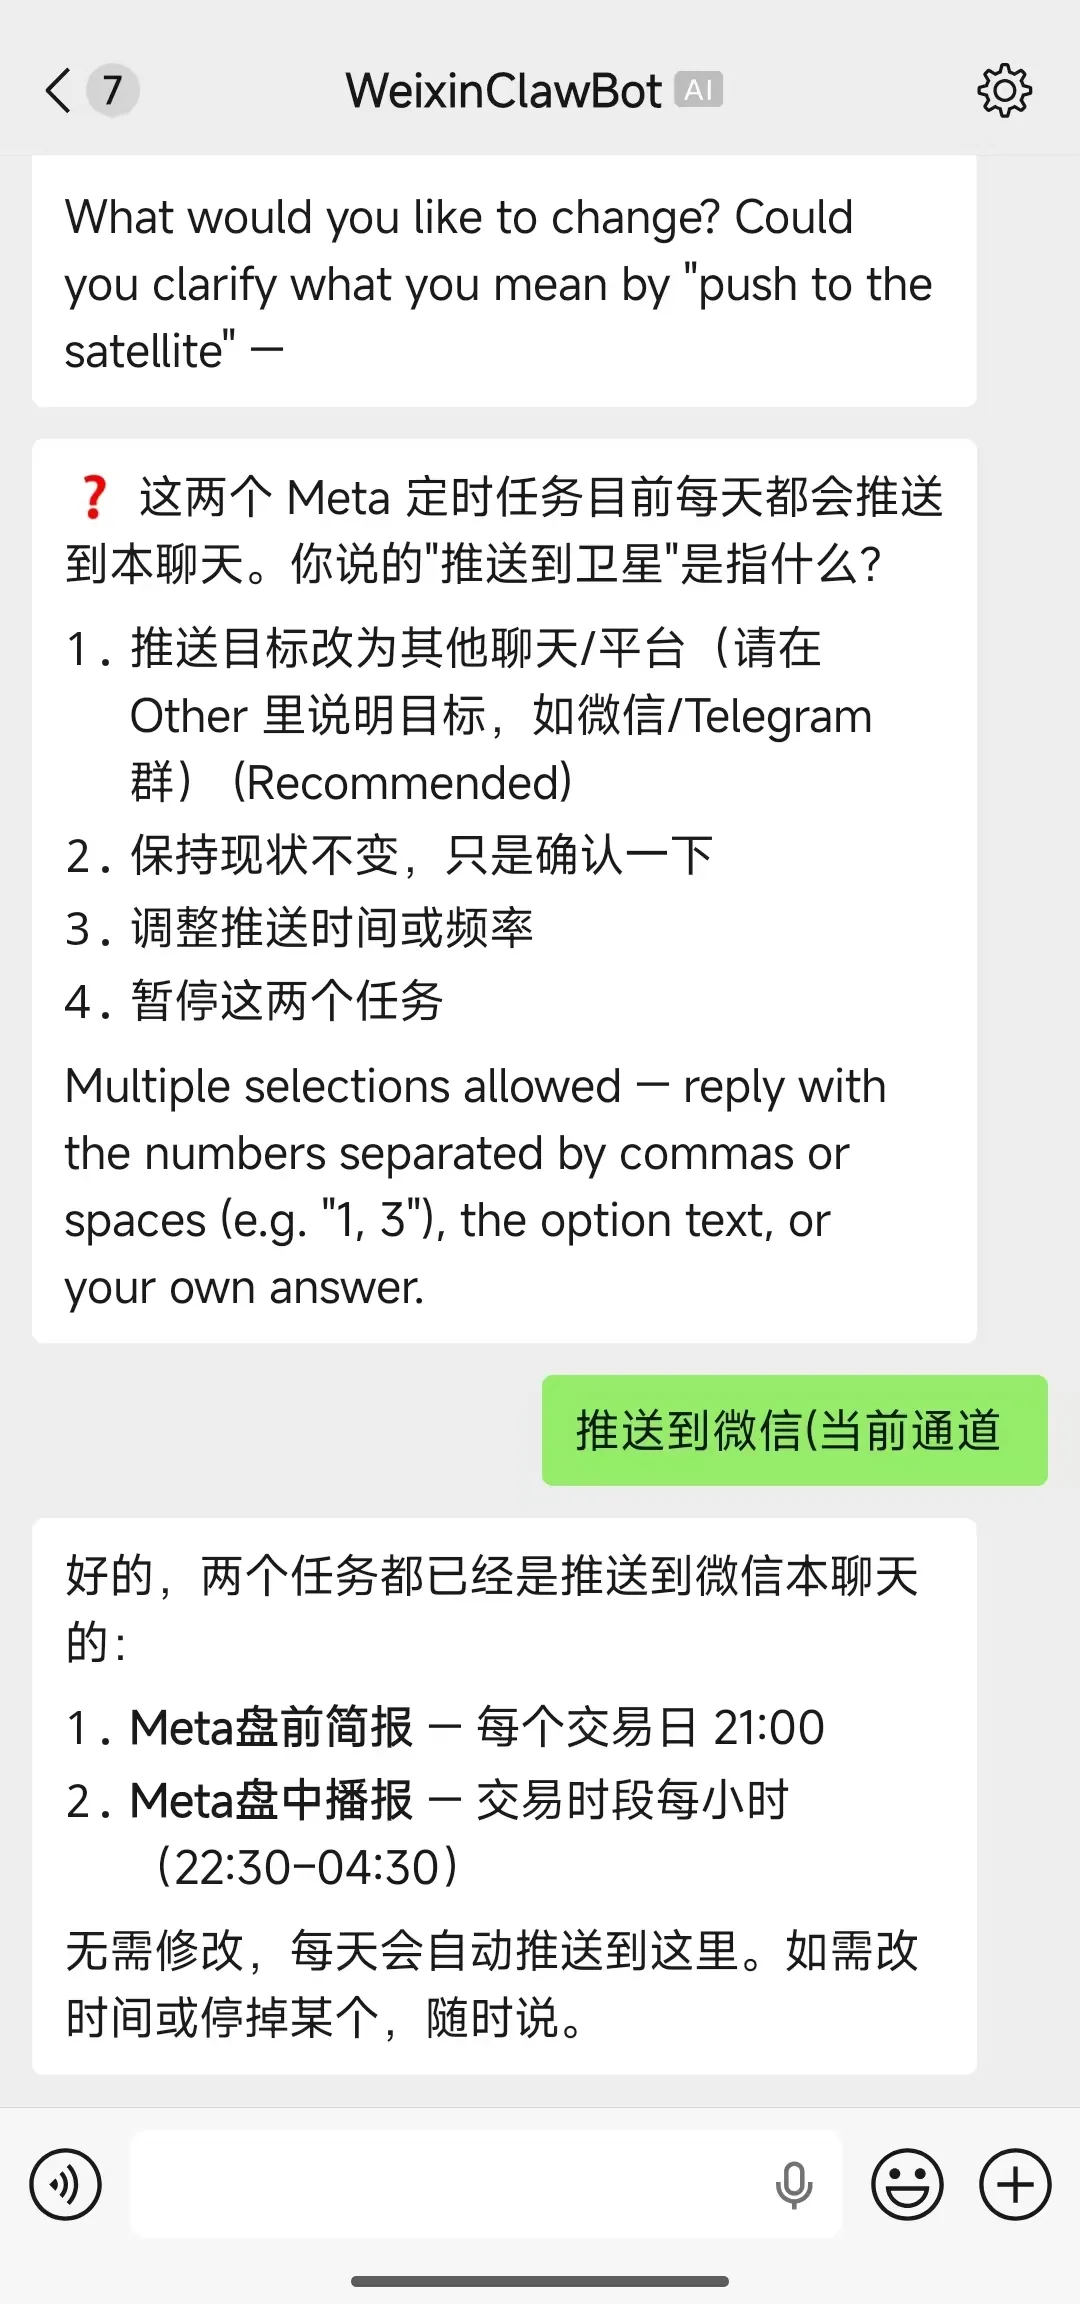 7
WeixinClawBot AI
What would you like to change? Could
you clarify what you mean by "push to the
satellite" —
❓ 这两个 Meta 定时任务目前每天都会推送
到本聊天。你说的"推送到卫星"是指什么?
1. 推送目标改为其他聊天/平台（请在
Other 里说明目标，如微信/Telegram
群） (Recommended)
2. 保持现状不变，只是确认一下
3. 调整推送时间或频率
4. 暂停这两个任务
Multiple selections allowed — reply with
the numbers separated by commas or
spaces (e.g. "1, 3"), the option text, or
your own answer.
推送到微信(当前通道
好的，两个任务都已经是推送到微信本聊天
的：
1. Meta盘前简报 — 每个交易日 21:00
2. Meta盘中播报 — 交易时段每小时
（22:30–04:30）
无需修改，每天会自动推送到这里。如需改
时间或停掉某个，随时说。